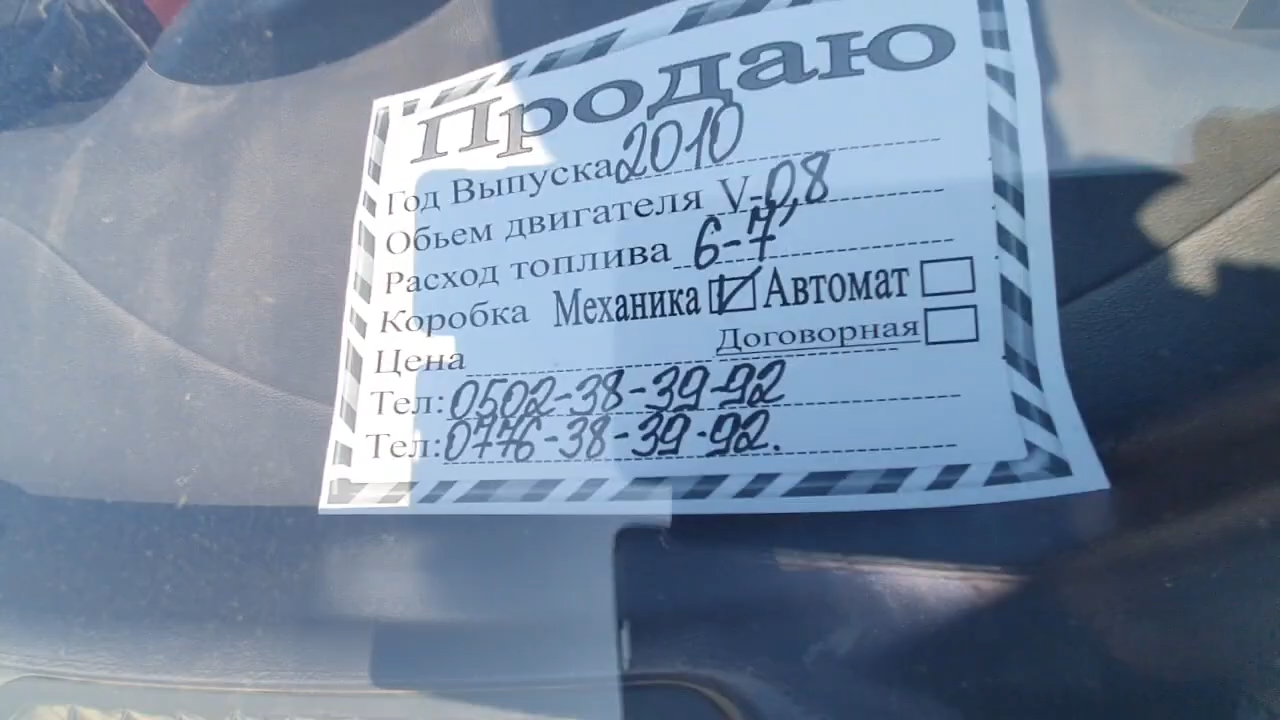 Продаю
Год Выпуска 2010
Обьем двигателя V-0,8
Расход топлива 6-7
Коробка Механика Автомат
Цена Договорная
Тел: 0502-38-39-92
Тел: 0776-38-39-92.